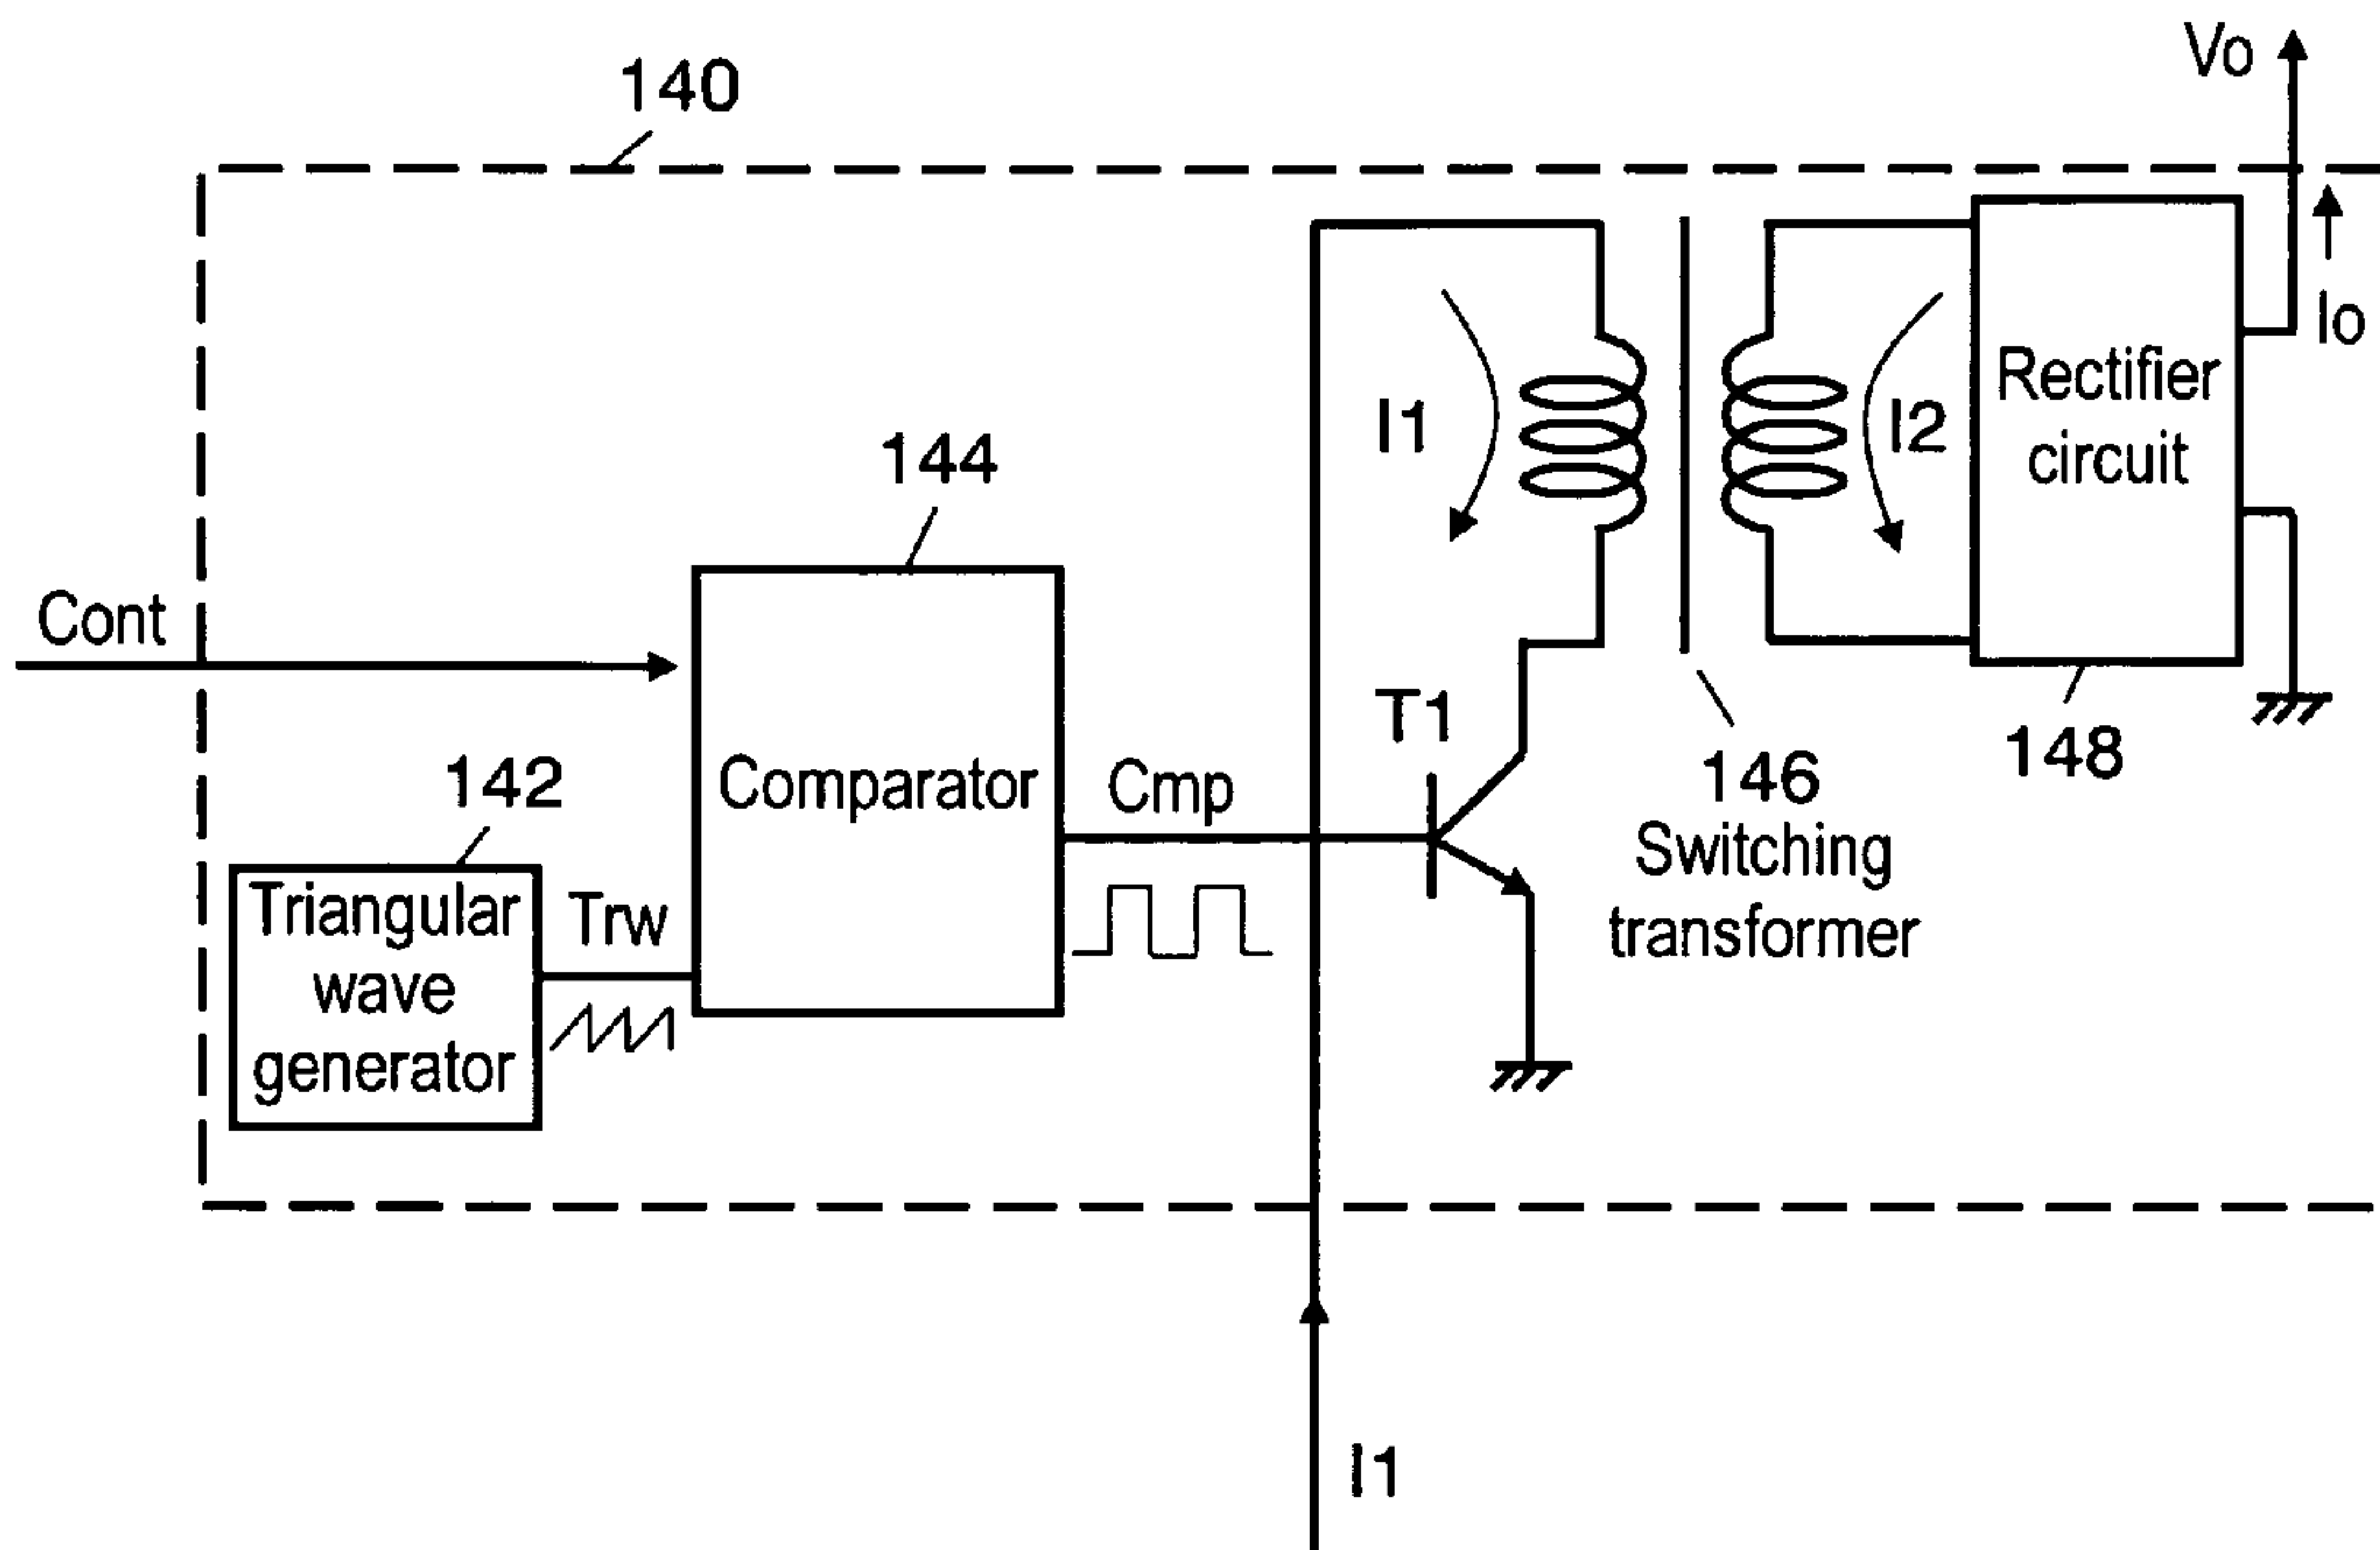 Vo
140
Io
Rectifier
circuit
I1
I2
144
Cont
T1
148
142
146
Comparator
Cmp
Switching
transformer
Triangular
wave
generator
Trw
I1